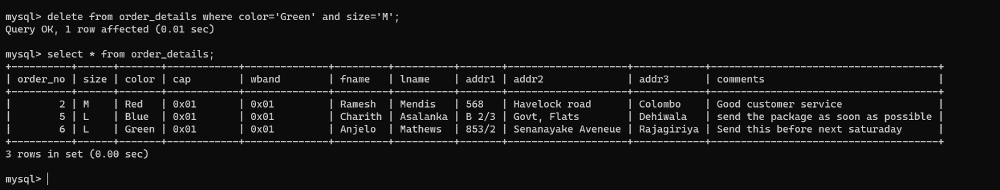 mysql> delete from order_details where color='Green' and size='M';
Query OK, 1 row affected (0.01 sec)
mysql> select * from order_details;
+----------+------+-------+------------+--------------+---------+----------+-------+--------------------+------------+--------------------------------------+
| order_no | size | color | cap        | wband        | fname   | lname    | addr1 | addr2              | addr3      | comments                             |
+----------+------+-------+------------+--------------+---------+----------+-------+--------------------+------------+--------------------------------------+
|        2 | M    | Red   | 0x01       | 0x01         | Ramesh  | Mendis   | 568   | Havelock road      | Colombo    | Good customer service                |
|        5 | L    | Blue  | 0x01       | 0x01         | Charith | Asalanka | B 2/3 | Govt, Flats        | Dehiwala   | send the package as soon as possible |
|        6 | L    | Green | 0x01       | 0x01         | Anjelo  | Mathews  | 853/2 | Senanayake Aveneue | Rajagiriya | Send this before next saturaday      |
+----------+------+-------+------------+--------------+---------+----------+-------+--------------------+------------+--------------------------------------+
3 rows in set (0.00 sec)
mysql>